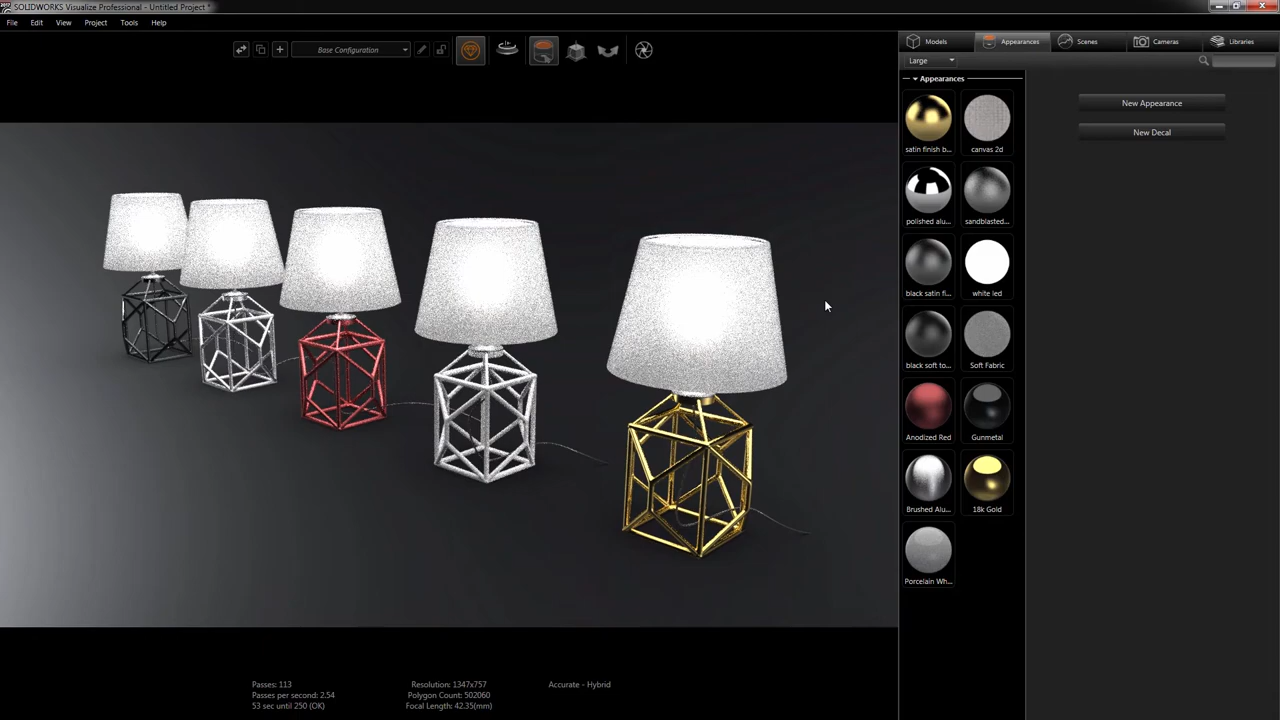 2017
SOLIDWORKS Visualize Professional - Untitled Project *
File Edit View Project Tools Help
Base Configuration
Models Appearances Scenes Cameras Libraries
Large
Appearances
New Appearance
New Decal
satin finish b... canvas 2d
polished alu... sandblasted...
black satin fi... white led
black soft to... Soft Fabric
Anodized Red Gunmetal
Brushed Alu... 18k Gold
Porcelain Wh...
Passes: 113 Resolution: 1347x757 Accurate - Hybrid
Passes per second: 2.54 Polygon Count: 502060
53 sec until 250 (OK) Focal Length: 42.35(mm)